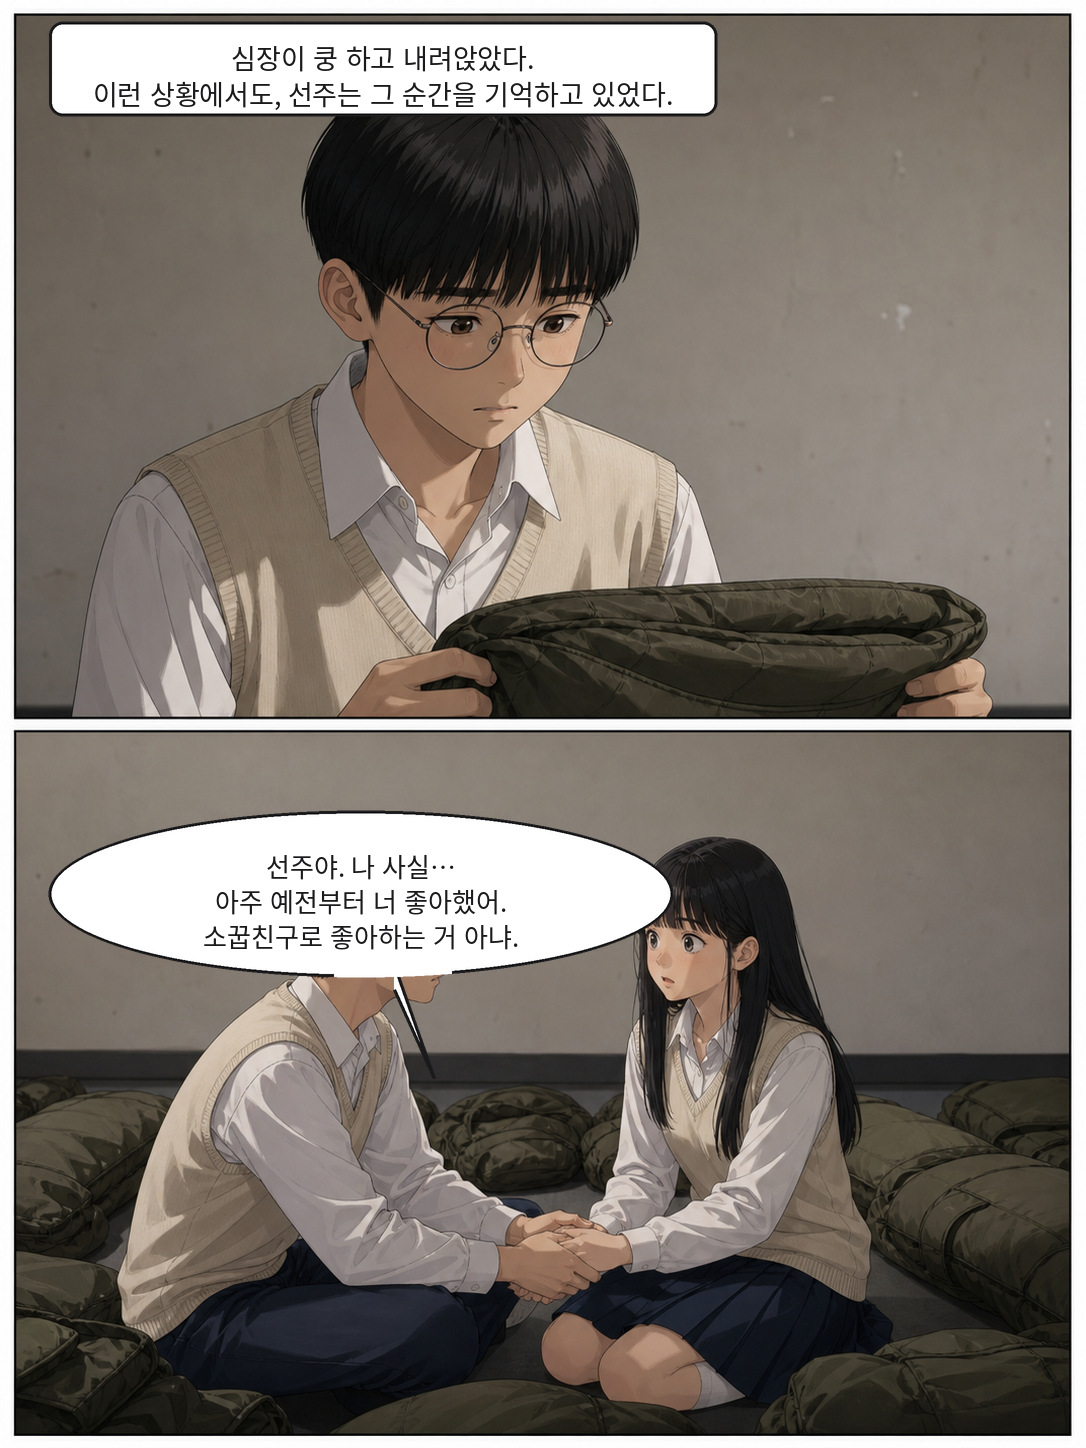 심장이 쿵 하고 내려앉았다.
이런 상황에서도, 선주는 그 순간을 기억하고 있었다.
선주야. 나 사실…
아주 예전부터 너 좋아했어.
소꿉친구로 좋아하는 거 아냐.